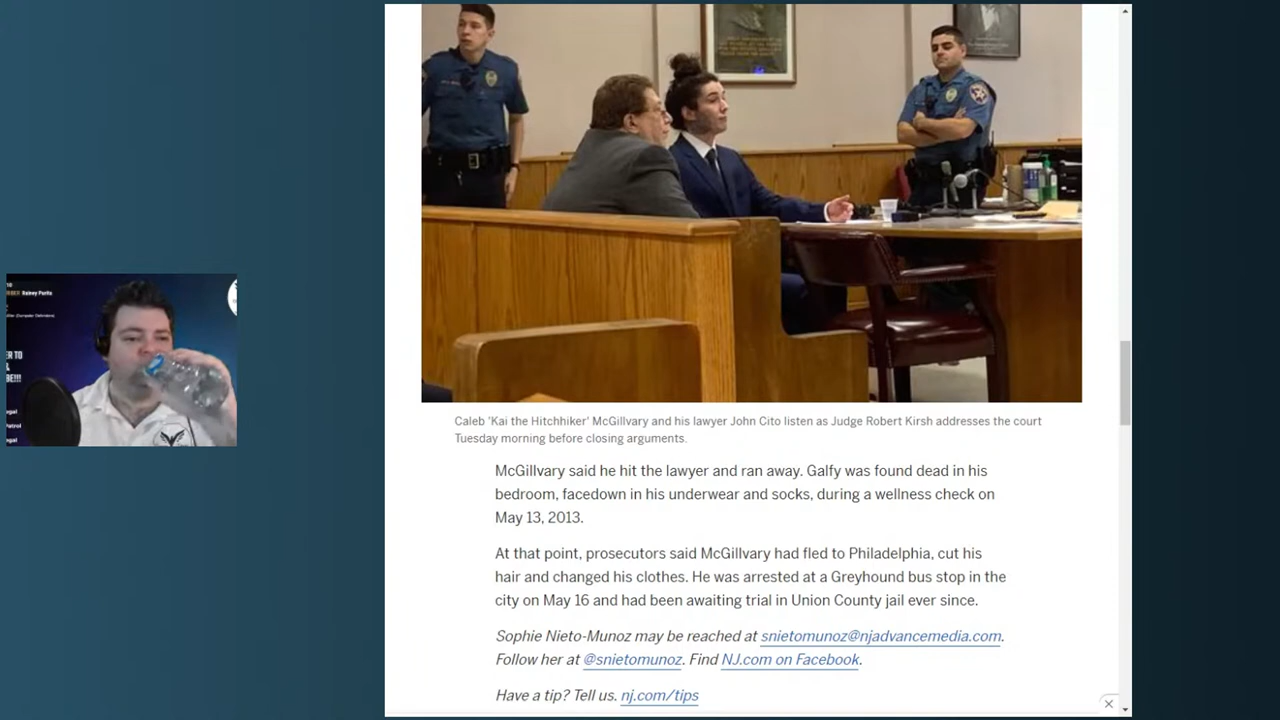 Caleb 'Kai the Hitchhiker' McGillvary and his lawyer John Cito listen as Judge Robert Kirsh addresses the court
Tuesday morning before closing arguments.
McGillvary said he hit the lawyer and ran away. Galfy was found dead in his
bedroom, facedown in his underwear and socks, during a wellness check on
May 13, 2013.
At that point, prosecutors said McGillvary had fled to Philadelphia, cut his
hair and changed his clothes. He was arrested at a Greyhound bus stop in the
city on May 16 and had been awaiting trial in Union County jail ever since.
Sophie Nieto-Munoz may be reached at snietomunoz@njadvancemedia.com.
Follow her at @snietomunoz. Find NJ.com on Facebook.
Have a tip? Tell us. nj.com/tips